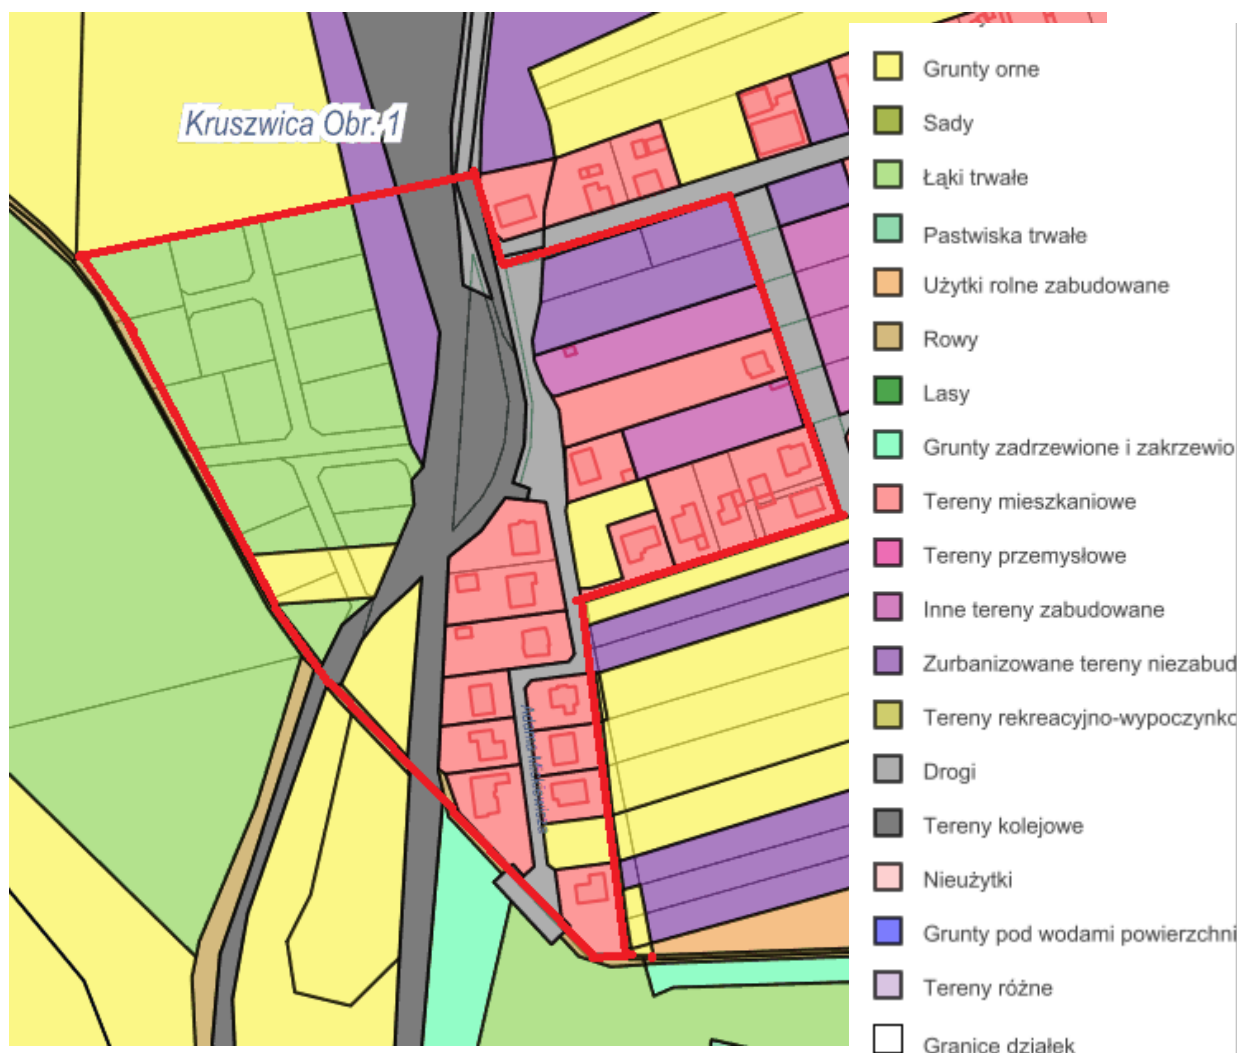 Kruszwica Obr. 1
Adama Mickiewicza
Grunty orne
Sady
Łąki trwałe
Pastwiska trwałe
Użytki rolne zabudowane
Rowy
Lasy
Grunty zadrzewione i zakrzewio
Tereny mieszkaniowe
Tereny przemysłowe
Inne tereny zabudowane
Zurbanizowane tereny niezabud
Tereny rekreacyjno-wypoczynko
Drogi
Tereny kolejowe
Nieużytki
Grunty pod wodami powierzchni
Tereny różne
Granice działek